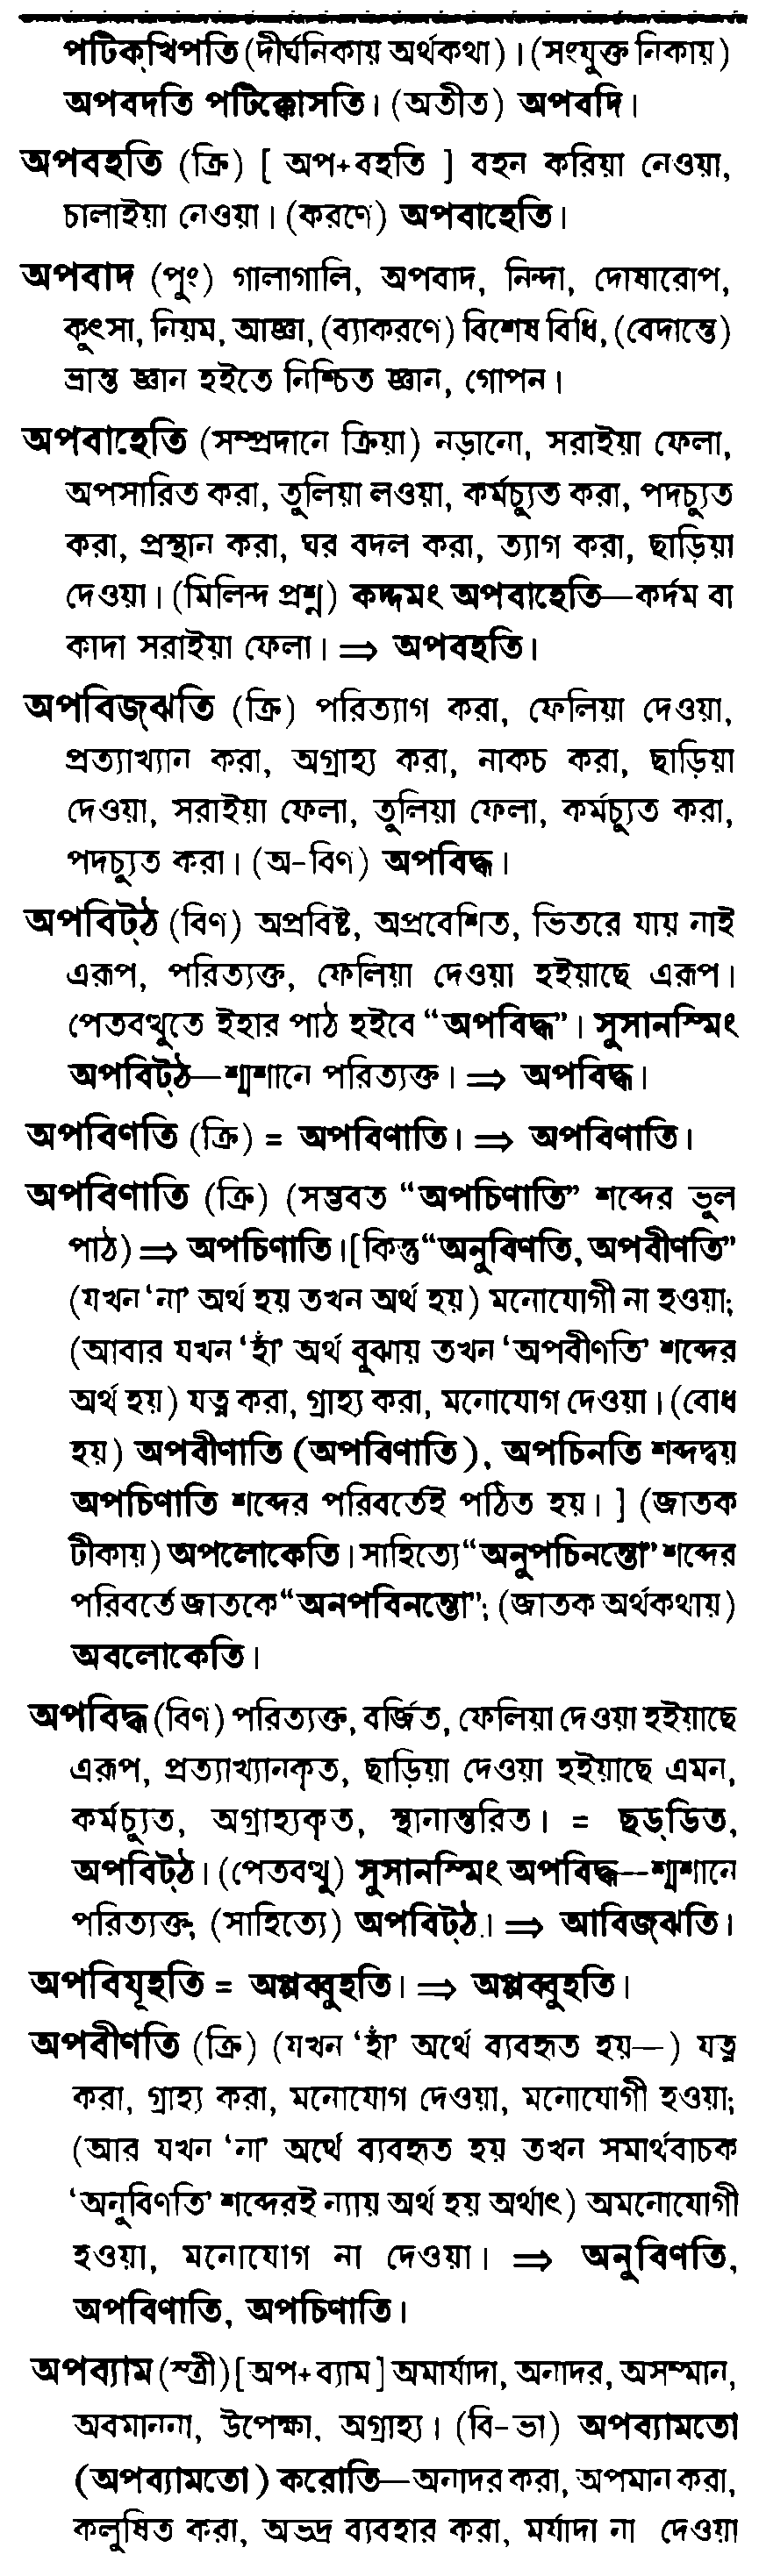 পটিক্খিপতি (দীর্ঘনিকায় অর্থকথা) । (সংযুক্ত নিকায়)
অপবদতি পটিক্কোসতি। (অতীত) অপবদি।
অপবহতি (ক্রি) [ অপ+বহতি ] বহন করিয়া নেওয়া,
চালাইয়া নেওয়া। (করণে) অপবাহেতি।
অপবাদ (পুং) গালাগালি, অপবাদ, নিন্দা, দোষারোপ,
কুৎসা, নিয়ম, আজ্ঞা, (ব্যাকরণে) বিশেষ বিধি, (বেদান্তে)
ভ্রান্ত জ্ঞান হইতে নিশ্চিত জ্ঞান, গোপন।
অপবাহেতি (সম্প্রদানে ক্রিয়া) নড়ানো, সরাইয়া ফেলা,
অপসারিত করা, তুলিয়া লওয়া, কর্মচ্যুত করা, পদচ্যুত
করা, প্রস্থান করা, ঘর বদল করা, ত্যাগ করা, ছাড়িয়া
দেওয়া। (মিলিন্দ প্রশ্ন) কদ্দমং অপবাহেতি—কর্দম বা
কাদা সরাইয়া ফেলা। ⇒ অপবহতি।
অপবিজ্ঝতি (ক্রি) পরিত্যাগ করা, ফেলিয়া দেওয়া,
প্রত্যাখ্যান করা, অগ্রাহ্য করা, নাকচ করা, ছাড়িয়া
দেওয়া, সরাইয়া ফেলা, তুলিয়া ফেলা, কর্মচ্যুত করা,
পদচ্যুত করা। (অ-বিণ) অপবিদ্ধ।
অপবিট্ঠ (বিণ) অপ্রবিষ্ট, অপ্রবেশিত, ভিতরে যায় নাই
এরূপ, পরিত্যক্ত, ফেলিয়া দেওয়া হইয়াছে এরূপ।
পেতবত্থুতে ইহার পাঠ হইবে “অপবিদ্ধ”। সুসানস্মিং
অপবিট্ঠ—শ্মশানে পরিত্যক্ত। ⇒ অপবিদ্ধ।
অপবিণতি (ক্রি) = অপবিণাতি। ⇒ অপবিণাতি।
অপবিণাতি (ক্রি) (সম্ভবত “অপচিণাতি” শব্দের ভুল
পাঠ) ⇒ অপচিণাতি। [কিন্তু “অনুবিণতি, অপবীণতি”
(যখন ‘না’ অর্থ হয় তখন অর্থ হয়) মনোযোগী না হওয়া;
(আবার যখন ‘হাঁ’ অর্থ বুঝায় তখন ‘অপবীণতি’ শব্দের
অর্থ হয়) যত্ন করা, গ্রাহ্য করা, মনোযোগ দেওয়া। (বোধ
হয়) অপবীণাতি (অপবিণাতি), অপচিনতি শব্দদ্বয়
অপচিণাতি শব্দের পরিবর্তেই পঠিত হয়। ] (জাতক
টীকায়) অপলোকেতি। সাহিত্যে “অনুপচিনন্তো” শব্দের
পরিবর্তে জাতকে “অনপবিনন্তো”; (জাতক অর্থকথায়)
অবলোকেতি।
অপবিদ্ধ (বিণ) পরিত্যক্ত, বর্জিত, ফেলিয়া দেওয়া হইয়াছে
এরূপ, প্রত্যাখ্যানকৃত, ছাড়িয়া দেওয়া হইয়াছে এমন,
কর্মচ্যুত, অগ্রাহ্যকৃত, স্থানান্তরিত। = ছড্ডিত,
অপবিট্ঠ। (পেতবত্থু) সুসানস্মিং অপবিদ্ধ—শ্মশানে
পরিত্যক্ত; (সাহিত্যে) অপবিট্ঠ। ⇒ আবিজ্ঝতি।
অপবিযূহতি = অপ্পব্বুহতি। ⇒ অপ্পব্বুহতি।
অপবীণতি (ক্রি) (যখন ‘হাঁ’ অর্থে ব্যবহৃত হয়—) যত্ন
করা, গ্রাহ্য করা, মনোযোগ দেওয়া, মনোযোগী হওয়া;
(আর যখন ‘না’ অর্থে ব্যবহৃত হয় তখন সমার্থবাচক
‘অনুবিণতি’ শব্দেরই ন্যায় অর্থ হয় অর্থাৎ) অমনোযোগী
হওয়া, মনোযোগ না দেওয়া। ⇒ অনুবিণতি,
অপবিণাতি, অপচিণাতি।
অপব্যাম (স্ত্রী) [অপ+ব্যাম] অমার্যাদা, অনাদর, অসম্মান,
অবমাননা, উপেক্ষা, অগ্রাহ্য। (বি-ভা) অপব্যামতো
(অপব্যামতো) করোতি—অনাদর করা, অপমান করা,
কলুষিত করা, অভদ্র ব্যবহার করা, মর্যাদা না দেওয়া